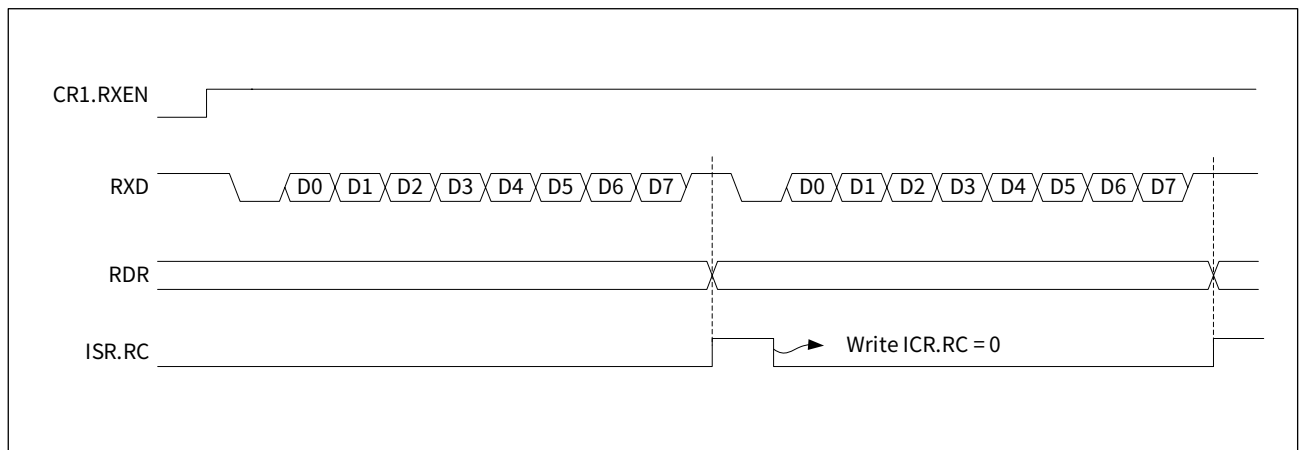 CR1.RXEN
RXD D0 D1 D2 D3 D4 D5 D6 D7 D0 D1 D2 D3 D4 D5 D6 D7
RDR
ISR.RC Write ICR.RC = 0